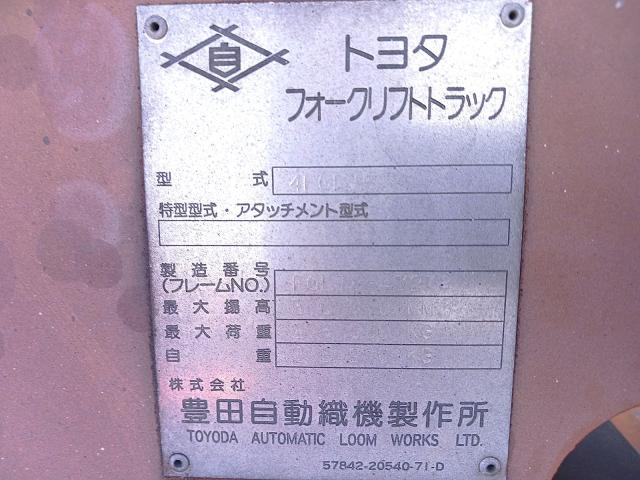 自 トヨタ
フォークリフトトラック
型 式
特型型式・アタッチメント型式
製造番号
(フレームNO.)
最大揚高
最大荷重
自 重
株式会社
豊田自動織機製作所
TOYODA AUTOMATIC LOOM WORKS LTD.
57842-20540-71-D